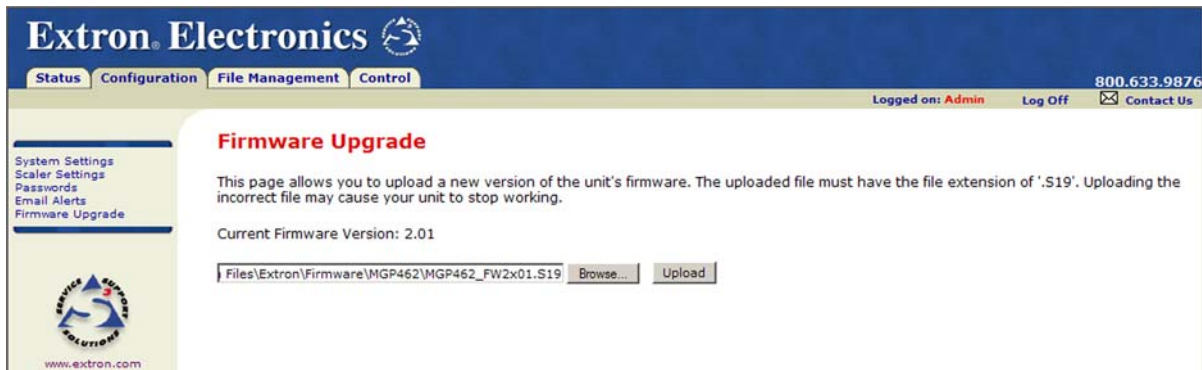 Extron® Electronics
Status Configuration File Management Control
800.633.9876
Logged on: Admin Log Off Contact Us
System Settings
Scaler Settings
Passwords
Email Alerts
Firmware Upgrade
Firmware Upgrade
This page allows you to upload a new version of the unit's firmware. The uploaded file must have the file extension of '.S19'. Uploading the
incorrect file may cause your unit to stop working.
Current Firmware Version: 2.01
Files\Extron\Firmware\MGP462\MGP462_FW2x01.S19 Browse... Upload
SERVICE SUPPORT SOLUTIONS
S3
www.extron.com